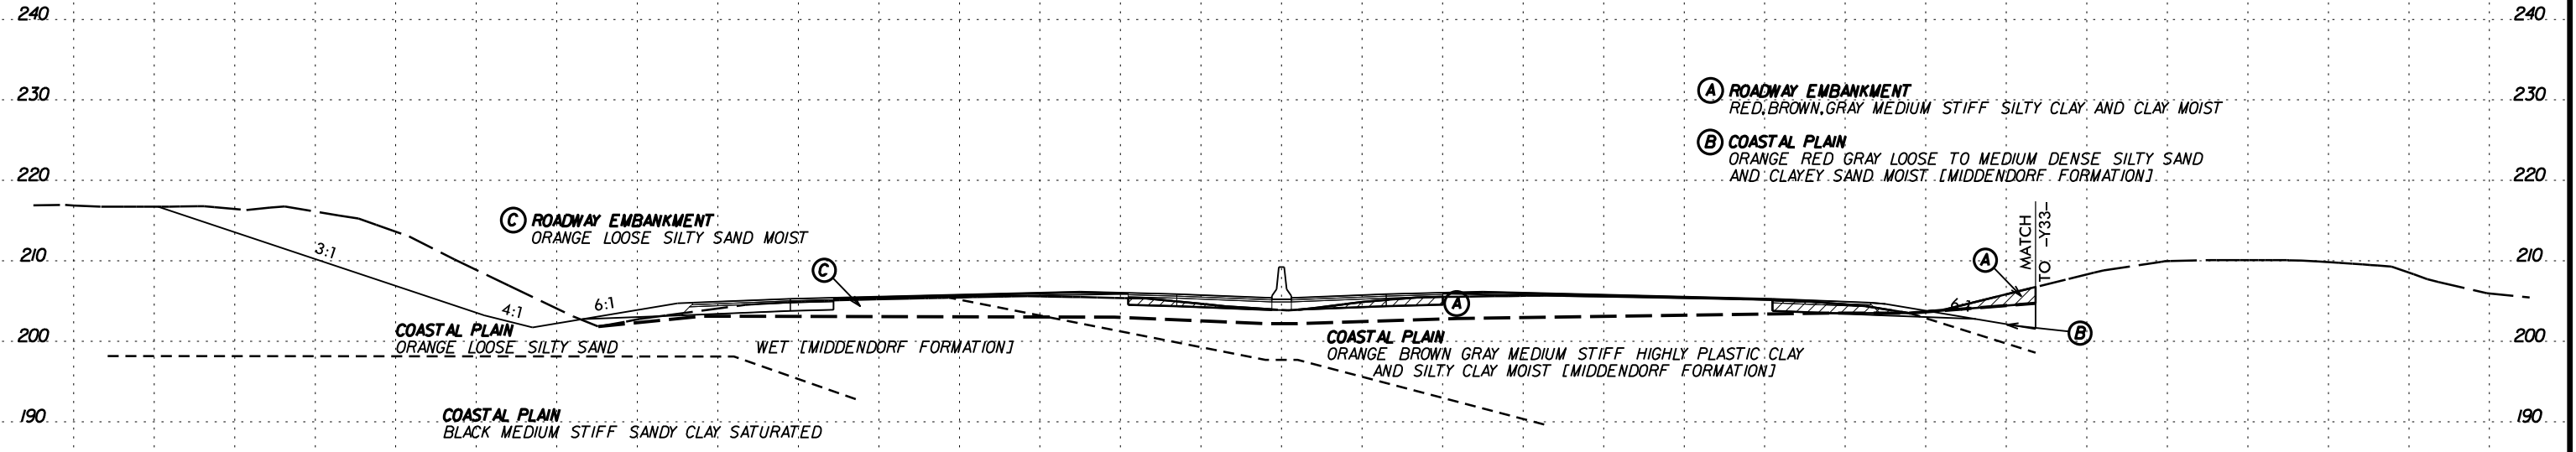 240 240
230 230
220 220
210 210
200 200
190 190
A ROADWAY EMBANKMENT
RED,BROWN,GRAY MEDIUM STIFF SILTY CLAY AND CLAY MOIST
B COASTAL PLAIN
ORANGE RED GRAY LOOSE TO MEDIUM DENSE SILTY SAND
AND CLAYEY SAND MOIST [MIDDENDORF FORMATION]
C ROADWAY EMBANKMENT
ORANGE LOOSE SILTY SAND MOIST
3:1
4:1
6:1
C
A
A
B
6:1
MATCH
TO -Y33-
COASTAL PLAIN
ORANGE LOOSE SILTY SAND WET [MIDDENDORF FORMATION]
COASTAL PLAIN
ORANGE BROWN GRAY MEDIUM STIFF HIGHLY PLASTIC CLAY
AND SILTY CLAY MOIST [MIDDENDORF FORMATION]
COASTAL PLAIN
BLACK MEDIUM STIFF SANDY CLAY SATURATED